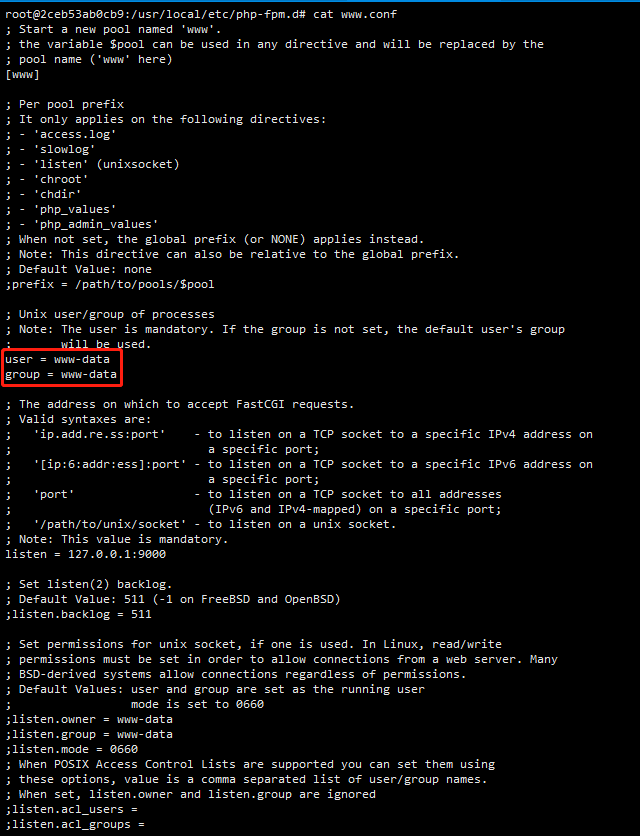 root@2ceb53ab0cb9:/usr/local/etc/php-fpm.d# cat www.conf
; Start a new pool named 'www'.
; the variable $pool can be used in any directive and will be replaced by the
; pool name ('www' here)
[www]
; Per pool prefix
; It only applies on the following directives:
; - 'access.log'
; - 'slowlog'
; - 'listen' (unixsocket)
; - 'chroot'
; - 'chdir'
; - 'php_values'
; - 'php_admin_values'
; When not set, the global prefix (or NONE) applies instead.
; Note: This directive can also be relative to the global prefix.
; Default Value: none
;prefix = /path/to/pools/$pool
; Unix user/group of processes
; Note: The user is mandatory. If the group is not set, the default user's group
;       will be used.
user = www-data
group = www-data
; The address on which to accept FastCGI requests.
; Valid syntaxes are:
;   'ip.add.re.ss:port'    - to listen on a TCP socket to a specific IPv4 address on
;                            a specific port;
;   '[ip:6:addr:ess]:port' - to listen on a TCP socket to a specific IPv6 address on
;                            a specific port;
;   'port'                 - to listen on a TCP socket to all addresses
;                            (IPv6 and IPv4-mapped) on a specific port;
;   '/path/to/unix/socket' - to listen on a unix socket.
; Note: This value is mandatory.
listen = 127.0.0.1:9000
; Set listen(2) backlog.
; Default Value: 511 (-1 on FreeBSD and OpenBSD)
;listen.backlog = 511
; Set permissions for unix socket, if one is used. In Linux, read/write
; permissions must be set in order to allow connections from a web server. Many
; BSD-derived systems allow connections regardless of permissions.
; Default Values: user and group are set as the running user
;                 mode is set to 0660
;listen.owner = www-data
;listen.group = www-data
;listen.mode = 0660
; When POSIX Access Control Lists are supported you can set them using
; these options, value is a comma separated list of user/group names.
; When set, listen.owner and listen.group are ignored
;listen.acl_users =
;listen.acl_groups =